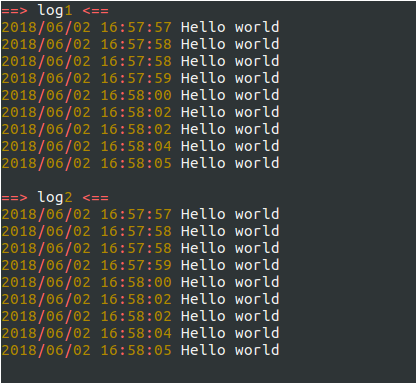 ==> log1 <==
2018/06/02 16:57:57 Hello world
2018/06/02 16:57:58 Hello world
2018/06/02 16:57:58 Hello world
2018/06/02 16:57:59 Hello world
2018/06/02 16:58:00 Hello world
2018/06/02 16:58:02 Hello world
2018/06/02 16:58:02 Hello world
2018/06/02 16:58:04 Hello world
2018/06/02 16:58:05 Hello world

==> log2 <==
2018/06/02 16:57:57 Hello world
2018/06/02 16:57:58 Hello world
2018/06/02 16:57:58 Hello world
2018/06/02 16:57:59 Hello world
2018/06/02 16:58:00 Hello world
2018/06/02 16:58:02 Hello world
2018/06/02 16:58:02 Hello world
2018/06/02 16:58:04 Hello world
2018/06/02 16:58:05 Hello world